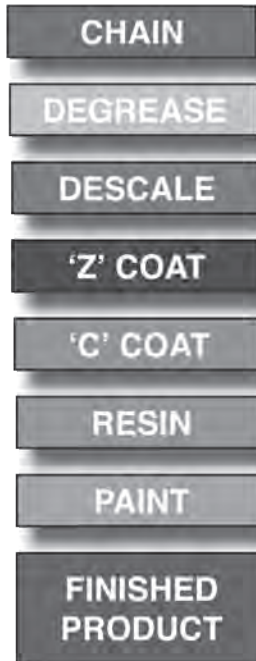 CHAIN
DEGREASE
DESCALE
‘Z’ COAT
‘C’ COAT
RESIN
PAINT
FINISHED
PRODUCT